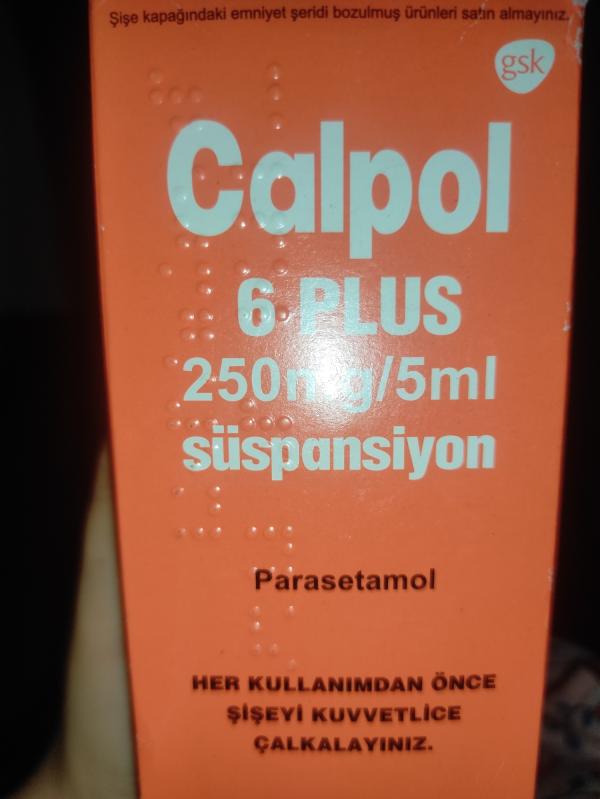 Şişe kapağındaki emniyet şeridi bozulmuş ürünleri satın almayınız.
gsk
Calpol
6 PLUS
250mg/5ml
süspansiyon
Parasetamol
HER KULLANIMDAN ÖNCE
ŞİŞEYİ KUVVETLİCE
ÇALKALAYINIZ.